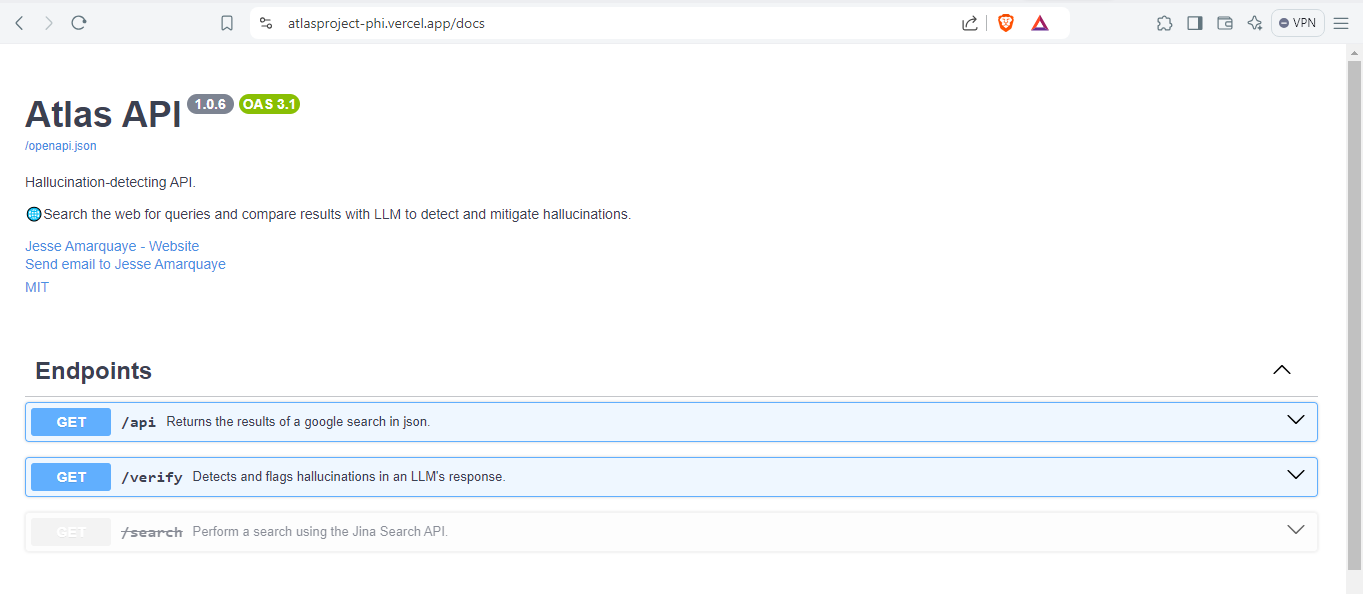 atlasproject-phi.vercel.app/docs
VPN
Atlas API 1.0.6 OAS 3.1
/openapi.json
Hallucination-detecting API.
🌐Search the web for queries and compare results with LLM to detect and mitigate hallucinations.
Jesse Amarquaye - Website
Send email to Jesse Amarquaye
MIT
Endpoints
GET /api Returns the results of a google search in json.
GET /verify Detects and flags hallucinations in an LLM's response.
GET /search Perform a search using the Jina Search API.